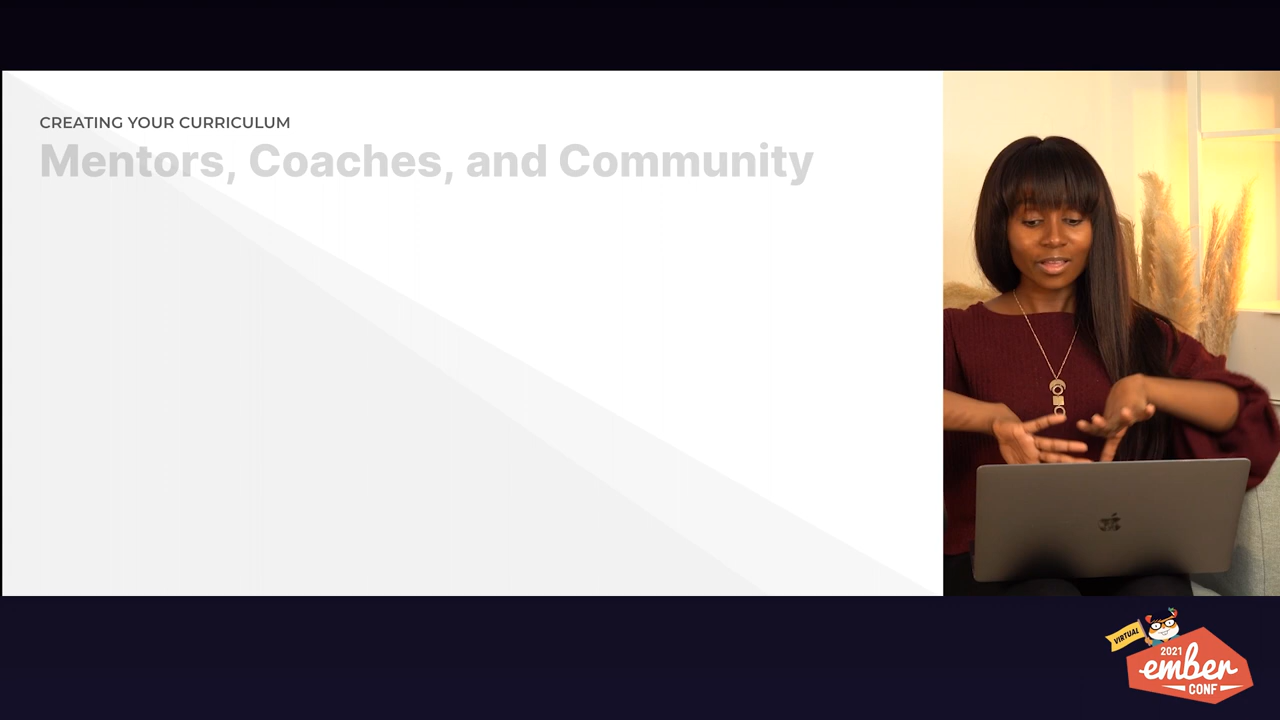 CREATING YOUR CURRICULUM
Mentors, Coaches, and Community
VIRTUAL
2021
ember
CONF